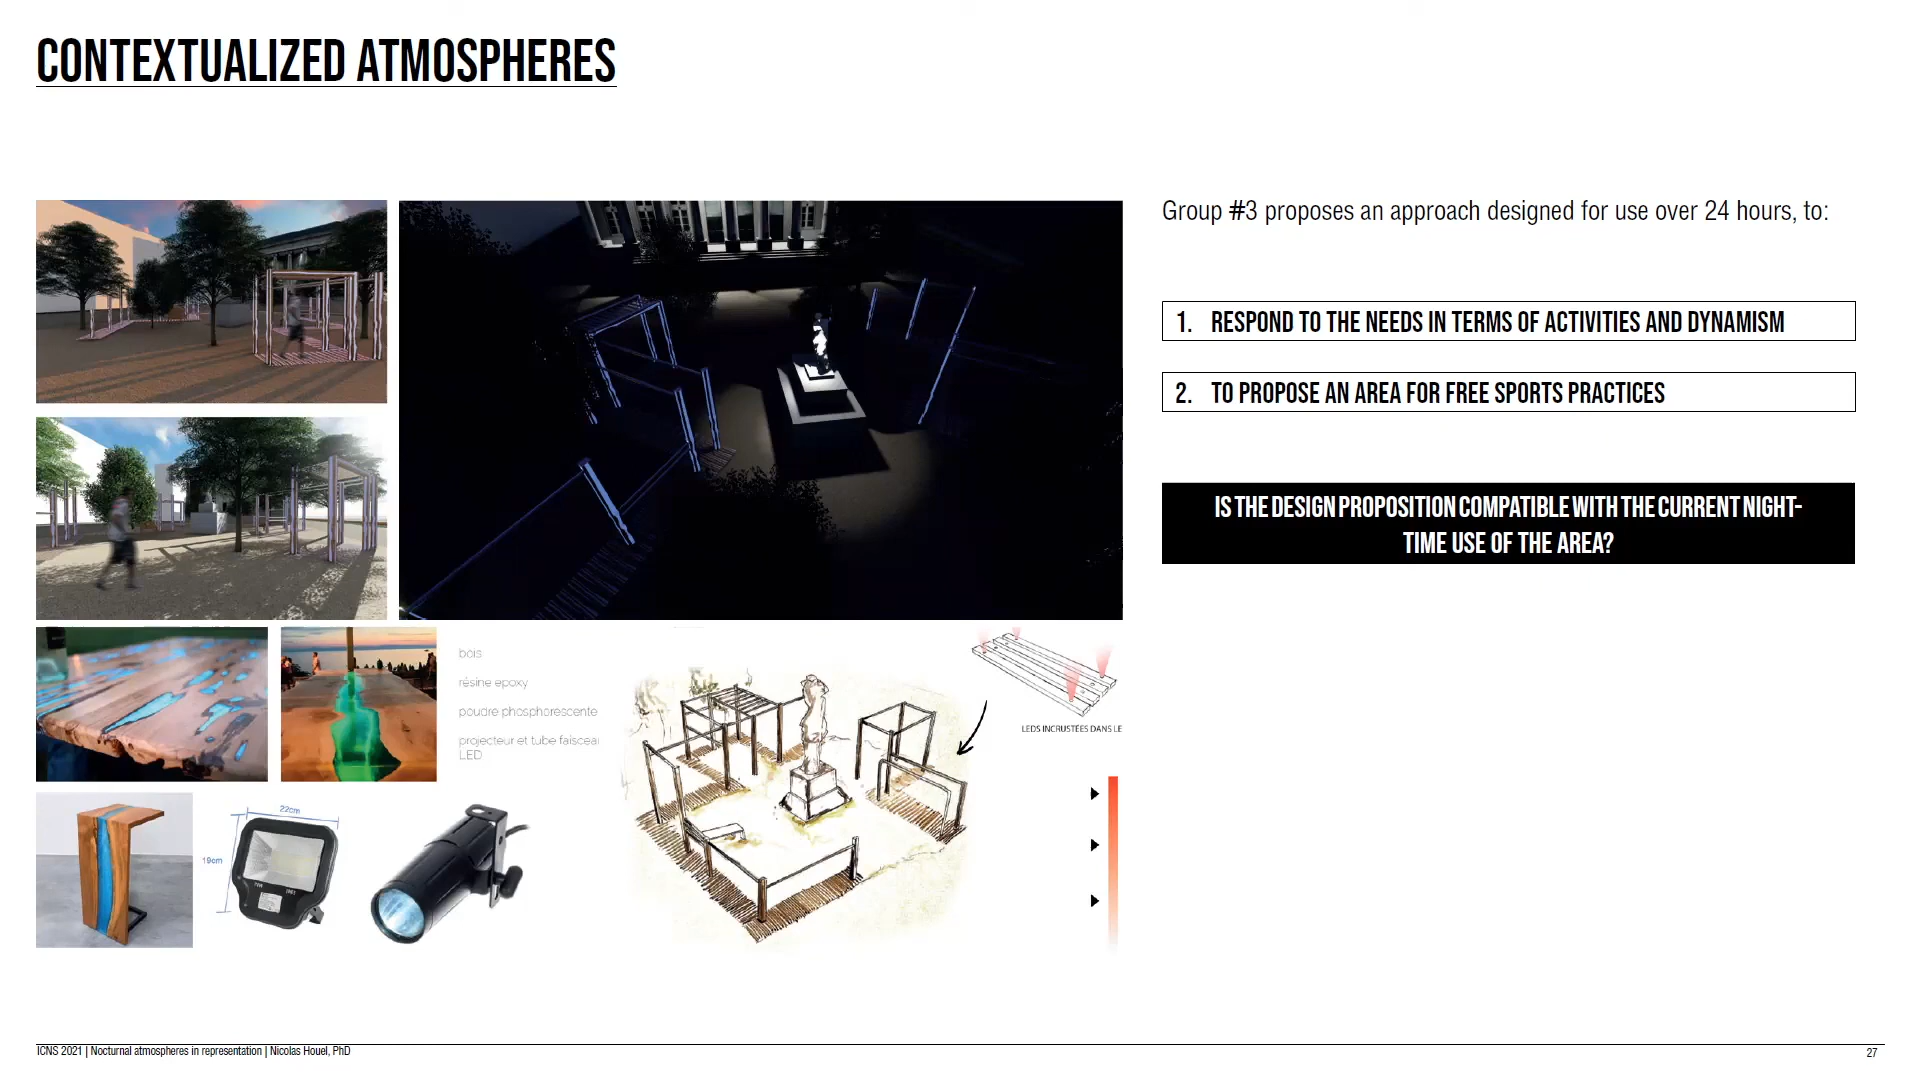 CONTEXTUALIZED ATMOSPHERES
Group #3 proposes an approach designed for use over 24 hours, to:
1. RESPOND TO THE NEEDS IN TERMS OF ACTIVITIES AND DYNAMISM
2. TO PROPOSE AN AREA FOR FREE SPORTS PRACTICES
IS THE DESIGN PROPOSITION COMPATIBLE WITH THE CURRENT NIGHT-
TIME USE OF THE AREA?
bois
résine epoxy
poudre phosphorescente
projecteur et tube faiscea
LED
LEDS INCRUSTÉES DANS LE
22cm
19cm
ICNS 2021 | Nocturnal atmospheres in representation | Nicolas Houel, PhD
27